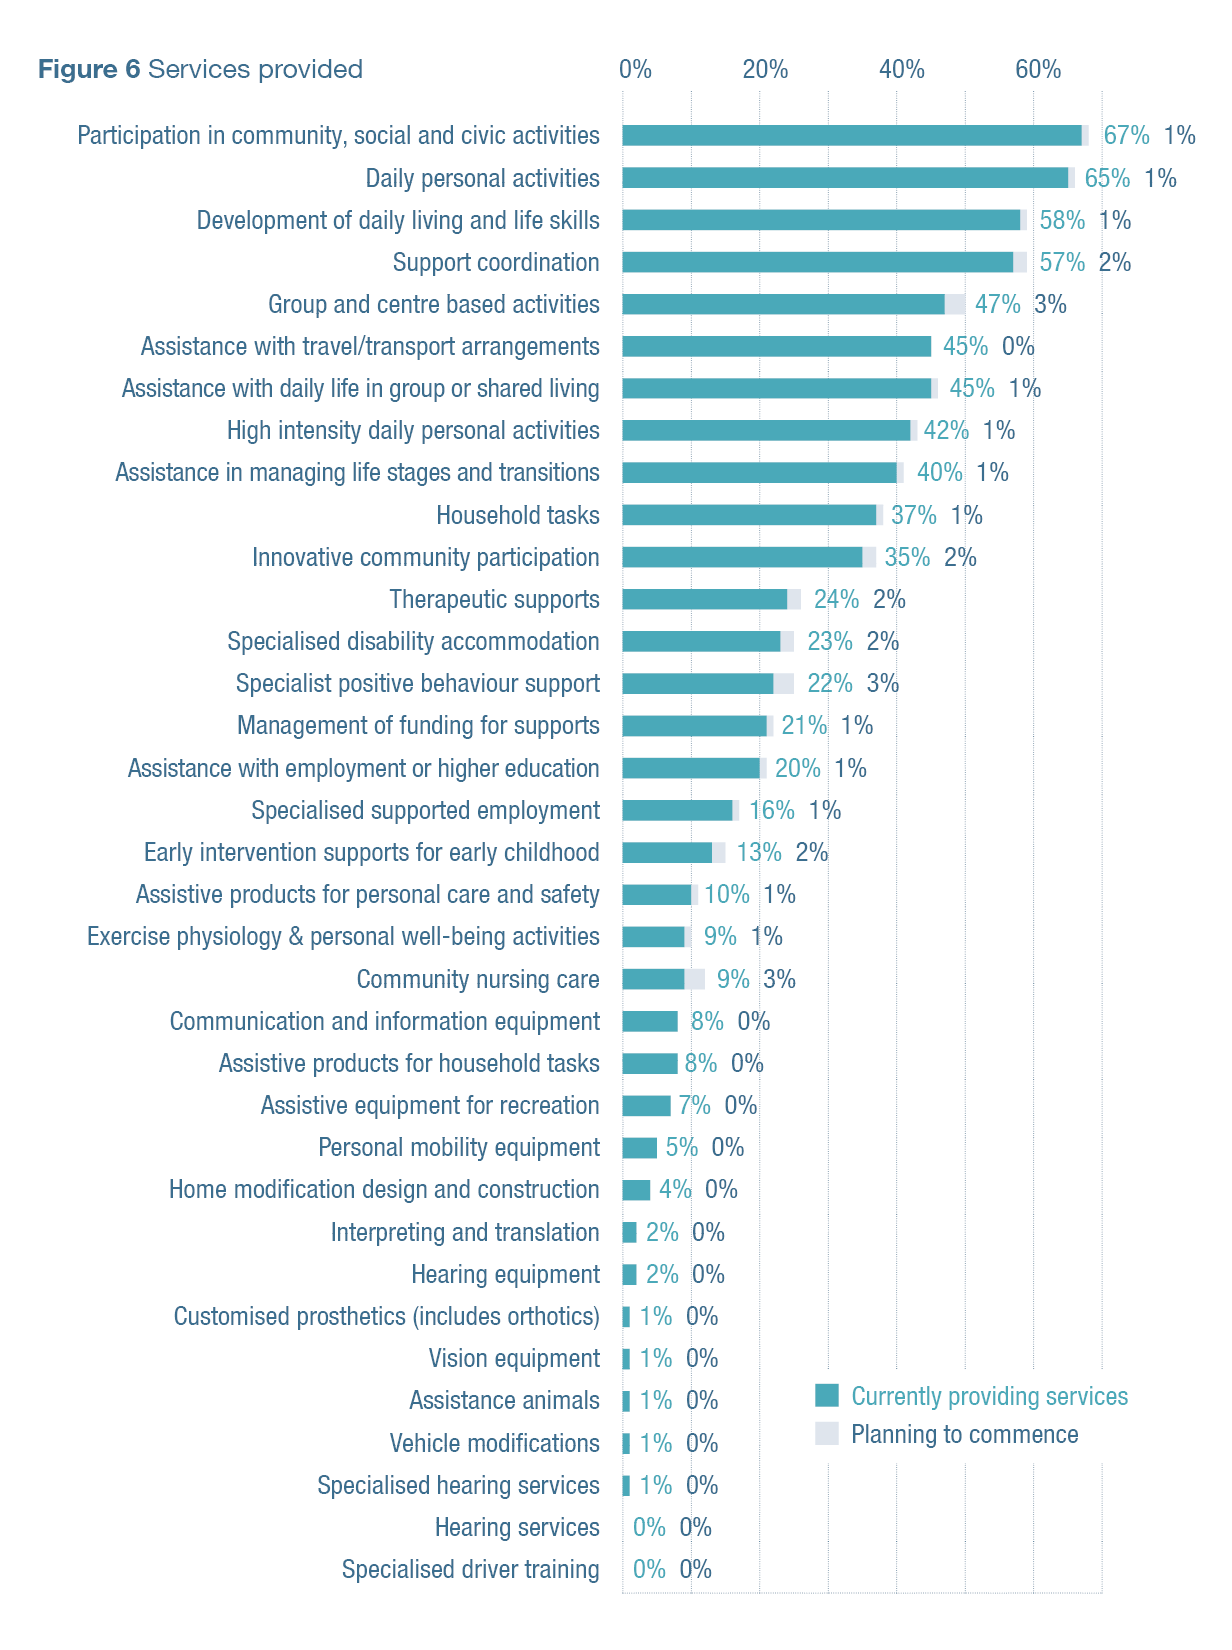 Figure 6 Services provided
0% 20% 40% 60%
Participation in community, social and civic activities 67% 1%
Daily personal activities 65% 1%
Development of daily living and life skills 58% 1%
Support coordination 57% 2%
Group and centre based activities 47% 3%
Assistance with travel/transport arrangements 45% 0%
Assistance with daily life in group or shared living 45% 1%
High intensity daily personal activities 42% 1%
Assistance in managing life stages and transitions 40% 1%
Household tasks 37% 1%
Innovative community participation 35% 2%
Therapeutic supports 24% 2%
Specialised disability accommodation 23% 2%
Specialist positive behaviour support 22% 3%
Management of funding for supports 21% 1%
Assistance with employment or higher education 20% 1%
Specialised supported employment 16% 1%
Early intervention supports for early childhood 13% 2%
Assistive products for personal care and safety 10% 1%
Exercise physiology & personal well-being activities 9% 1%
Community nursing care 9% 3%
Communication and information equipment 8% 0%
Assistive products for household tasks 8% 0%
Assistive equipment for recreation 7% 0%
Personal mobility equipment 5% 0%
Home modification design and construction 4% 0%
Interpreting and translation 2% 0%
Hearing equipment 2% 0%
Customised prosthetics (includes orthotics) 1% 0%
Vision equipment 1% 0%
Assistance animals 1% 0%
Vehicle modifications 1% 0%
Specialised hearing services 1% 0%
Hearing services 0% 0%
Specialised driver training 0% 0%
Currently providing services
Planning to commence